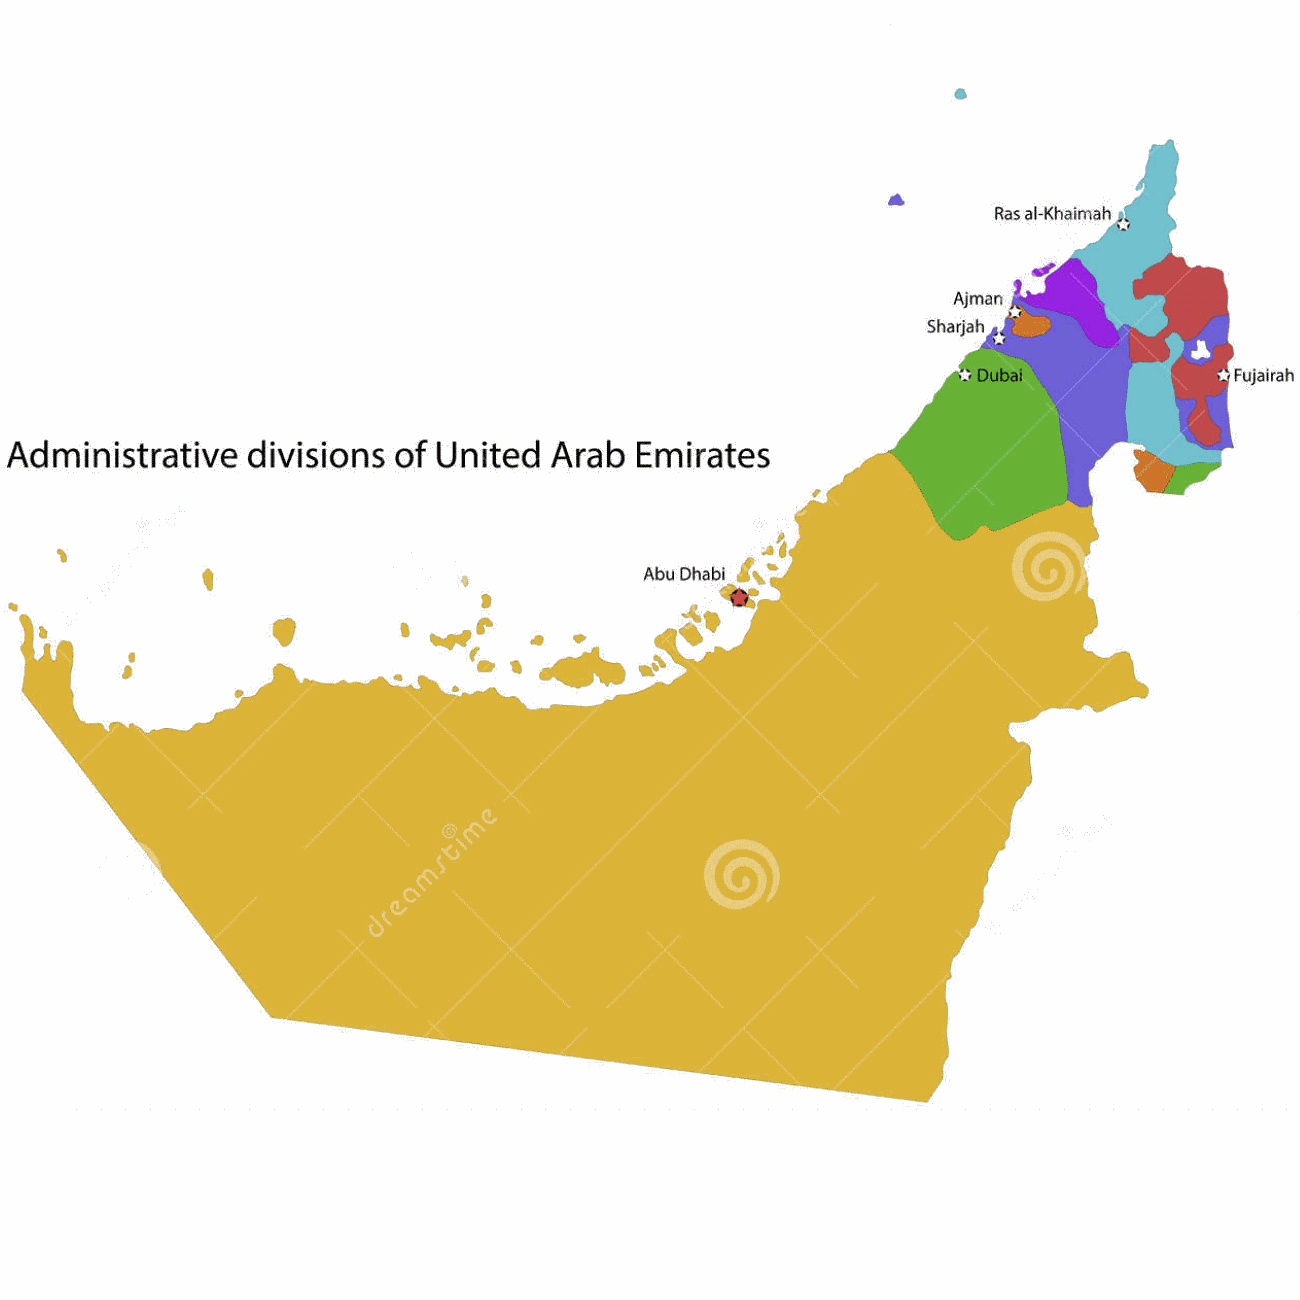 Ras al-Khaimah
Ajman
Sharjah
Dubai
Fujairah
Administrative divisions of United Arab Emirates
Abu Dhabi
dreamstime